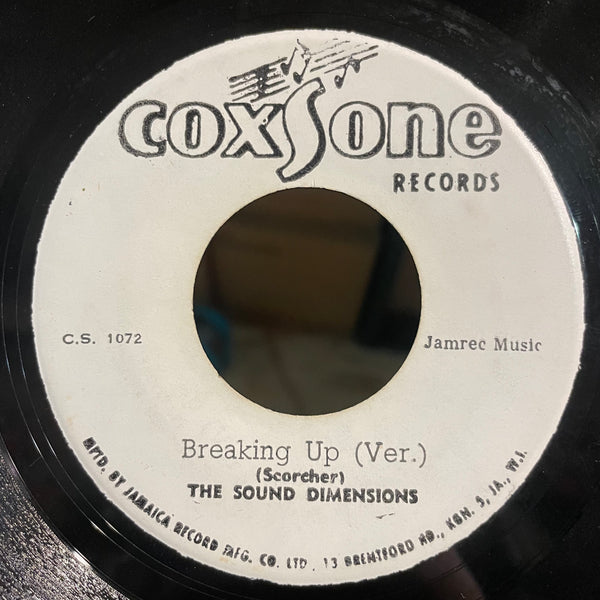 coxsone
RECORDS
C.S. 1072
Jamrec Music
Breaking Up (Ver.)
(Scorcher)
THE SOUND DIMENSIONS
MFTD. BY JAMAICA RECORD MFG. CO. LTD., 13 BRENTFORD RD., KGN. 5, JA., W.I.